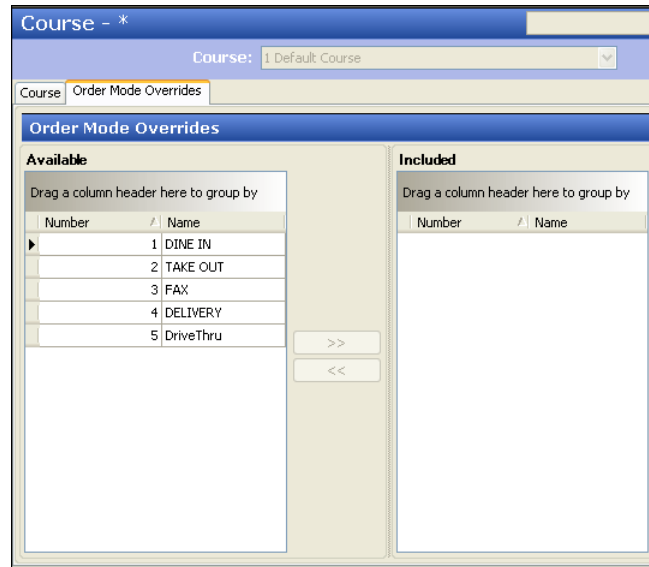 Course - *
Course: 1 Default Course
Course Order Mode Overrides
Order Mode Overrides
Available
Drag a column header here to group by
Number Name
1 DINE IN
2 TAKE OUT
3 FAX
4 DELIVERY
5 DriveThru
>>
<<
Included
Drag a column header here to group by
Number Name